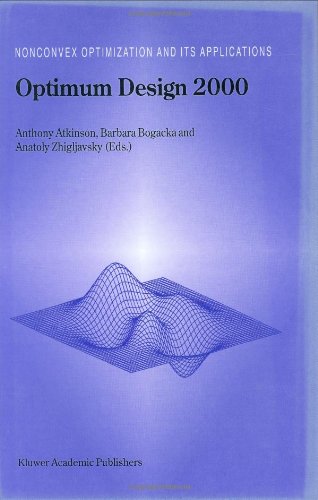 NONCONVEX OPTIMIZATION AND ITS APPLICATIONS
Optimum Design 2000
Anthony Atkinson, Barbara Bogacka and
Anatoly Zhigljavsky (Eds.)
Kluwer Academic Publishers